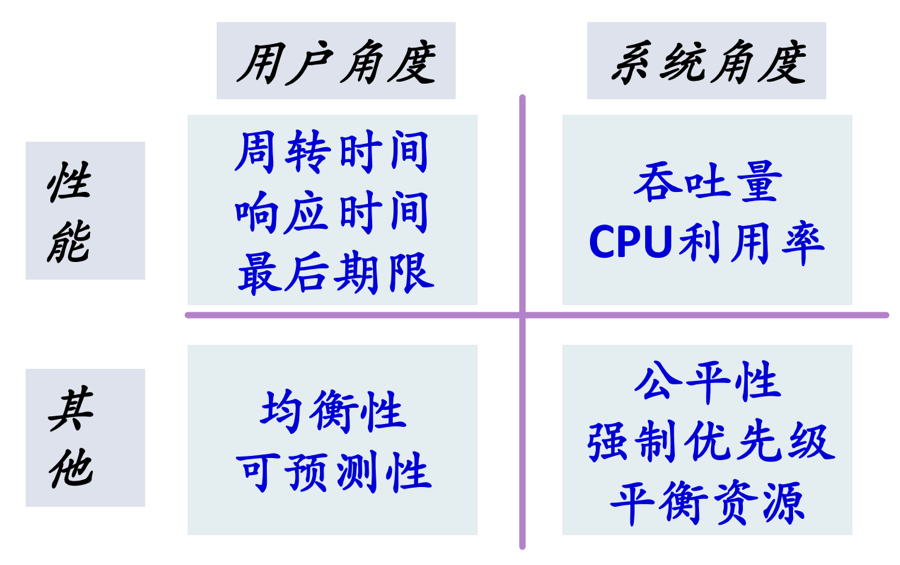 用户角度
系统角度
性
能
周转时间
响应时间
最后期限
吞吐量
CPU利用率
其
他
均衡性
可预测性
公平性
强制优先级
平衡资源